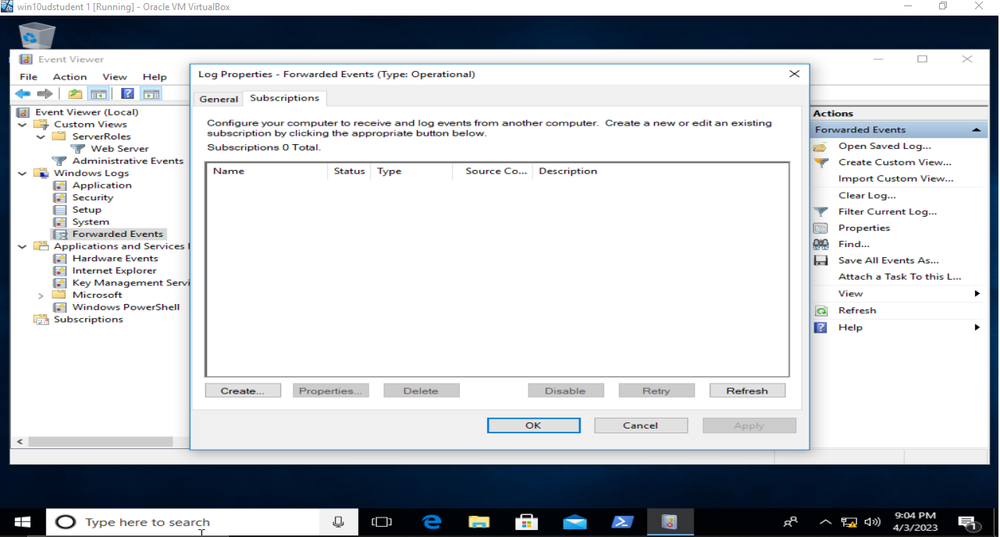 win10udstudent 1 [Running] - Oracle VM VirtualBox
Event Viewer
File Action View Help
Event Viewer (Local)
Custom Views
ServerRoles
Web Server
Administrative Events
Windows Logs
Application
Security
Setup
System
Forwarded Events
Applications and Services
Hardware Events
Internet Explorer
Key Management Servi
Microsoft
Windows PowerShell
Subscriptions
Log Properties - Forwarded Events (Type: Operational)
General Subscriptions
Configure your computer to receive and log events from another computer. Create a new or edit an existing
subscription by clicking the appropriate button below.
Subscriptions 0 Total.
Name Status Type Source Co... Description
Create... Properties... Delete Disable Retry Refresh
OK Cancel Apply
Actions
Forwarded Events
Open Saved Log...
Create Custom View...
Import Custom View...
Clear Log...
Filter Current Log...
Properties
Find...
Save All Events As...
Attach a Task To this L...
View
Refresh
Help
Type here to search
9:04 PM
4/3/2023
1